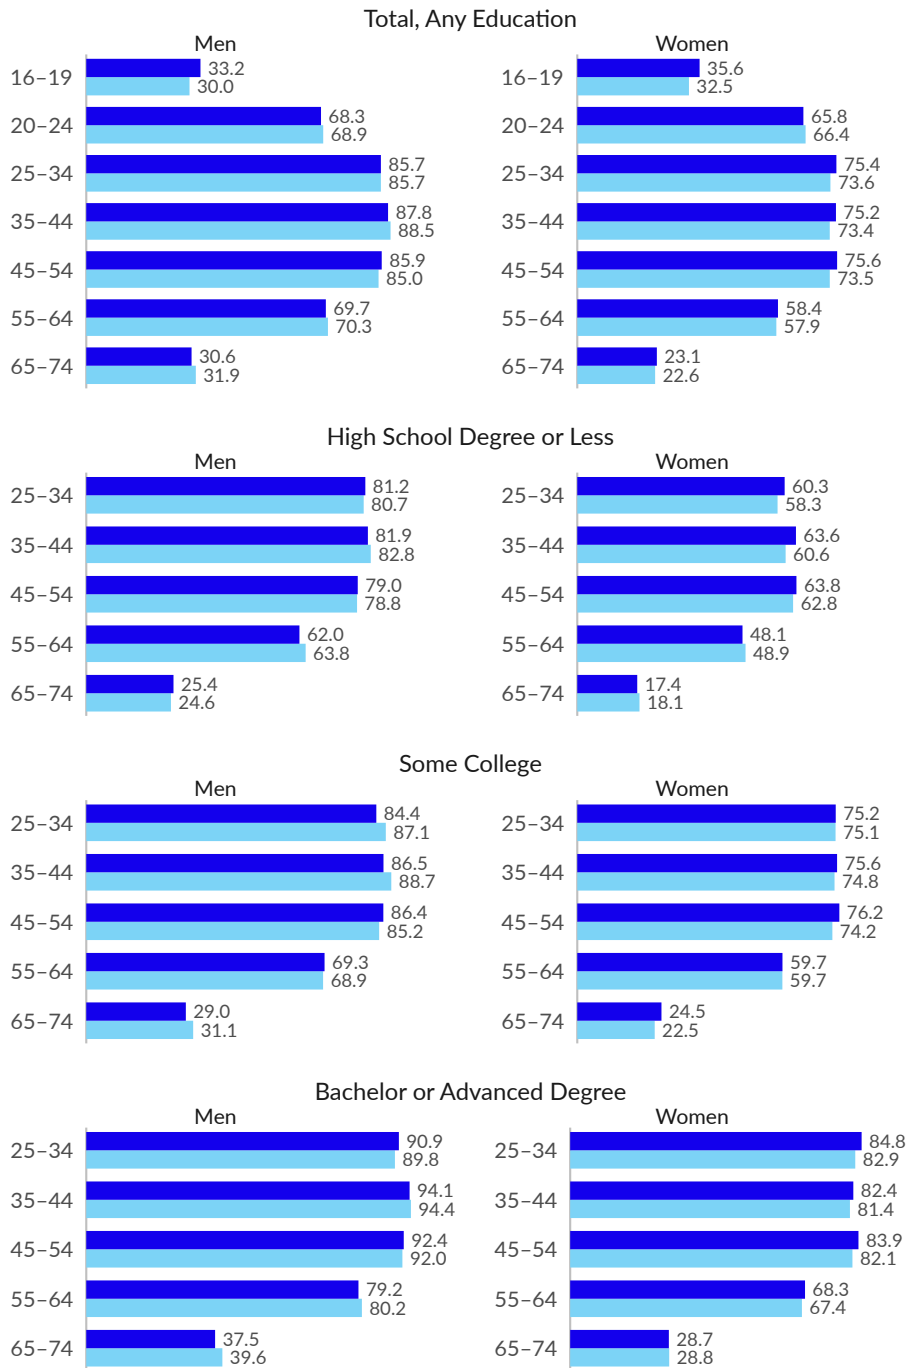 Total, Any Education
Men Women
16–19 33.2 30.0 16–19 35.6 32.5
20–24 68.3 68.9 20–24 65.8 66.4
25–34 85.7 85.7 25–34 75.4 73.6
35–44 87.8 88.5 35–44 75.2 73.4
45–54 85.9 85.0 45–54 75.6 73.5
55–64 69.7 70.3 55–64 58.4 57.9
65–74 30.6 31.9 65–74 23.1 22.6
High School Degree or Less
Men Women
25–34 81.2 80.7 25–34 60.3 58.3
35–44 81.9 82.8 35–44 63.6 60.6
45–54 79.0 78.8 45–54 63.8 62.8
55–64 62.0 63.8 55–64 48.1 48.9
65–74 25.4 24.6 65–74 17.4 18.1
Some College
Men Women
25–34 84.4 87.1 25–34 75.2 75.1
35–44 86.5 88.7 35–44 75.6 74.8
45–54 86.4 85.2 45–54 76.2 74.2
55–64 69.3 68.9 55–64 59.7 59.7
65–74 29.0 31.1 65–74 24.5 22.5
Bachelor or Advanced Degree
Men Women
25–34 90.9 89.8 25–34 84.8 82.9
35–44 94.1 94.4 35–44 82.4 81.4
45–54 92.4 92.0 45–54 83.9 82.1
55–64 79.2 80.2 55–64 68.3 67.4
65–74 37.5 39.6 65–74 28.7 28.8